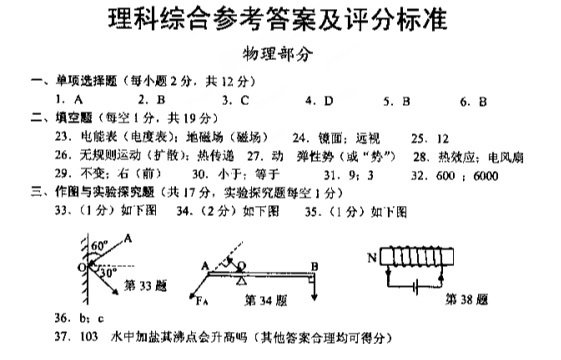 理科综合参考答案及评分标准
物理部分
一、单项选择题（每小题2分，共12分）
1. A 2. B 3. C 4. D 5. B 6. B
二、填空题（每空1分，共19分）
23. 电能表（电度表）；地磁场（磁场） 24. 镜面；远视 25. 12
26. 无规则运动（扩散）；热传递 27. 动 弹性势（或“势”） 28. 热效应；电风扇
29. 不变；右（前） 30. 小于；等于 31. 9；3 32. 600；6000
三、作图与实验探究题（共17分，实验探究题每空1分）
33.（1分）如下图 34.（2分）如下图 35.（1分）如下图
60° A
O 30°
第33题
A O B
FA 第34题
N
第38题
36. b；c
37. 103 水中加盐其沸点会升高吗（其他答案合理均可得分）